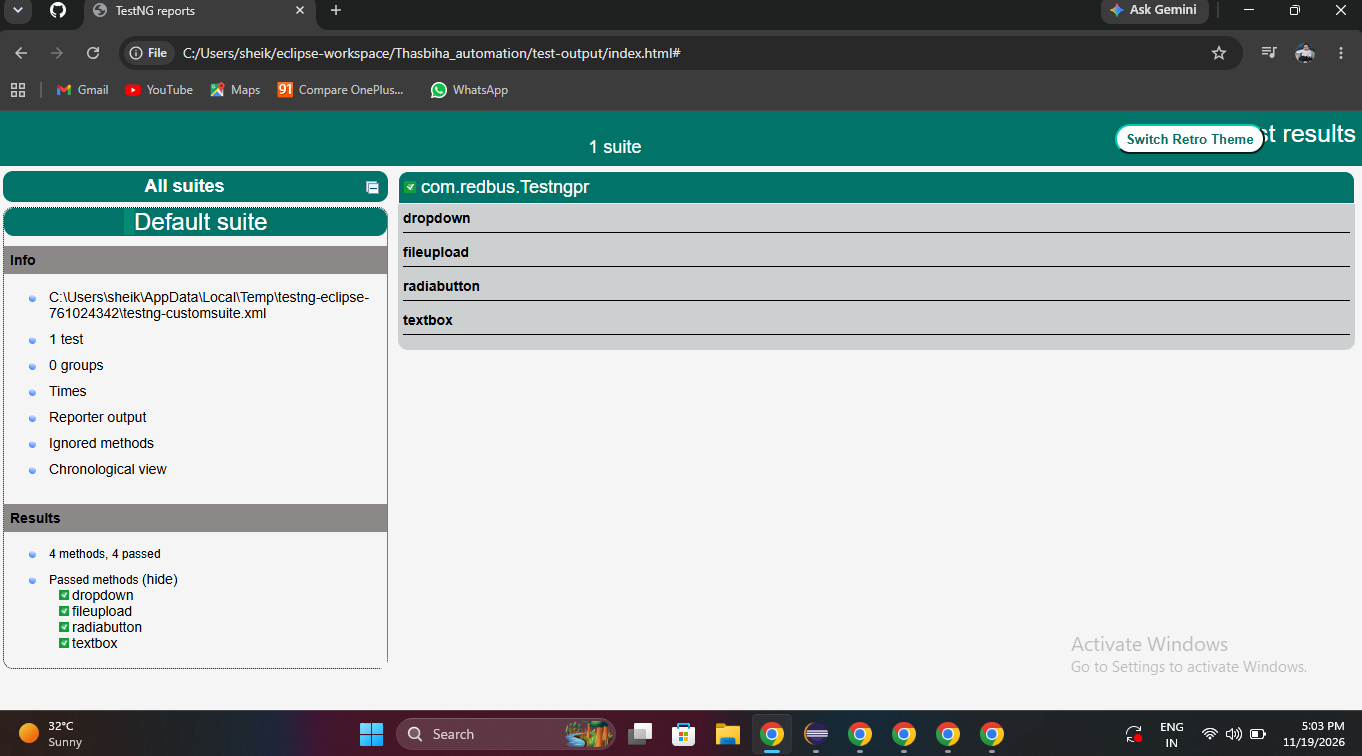 TestNG reports
Ask Gemini
File
C:/Users/sheik/eclipse-workspace/Thasbiha_automation/test-output/index.html#
Gmail
YouTube
Maps
91
Compare OnePlus...
WhatsApp
1 suite
Switch Retro Theme
st results
All suites
Default suite
Info
C:\Users\sheik\AppData\Local\Temp\testng-eclipse-
761024342\testng-customsuite.xml
1 test
0 groups
Times
Reporter output
Ignored methods
Chronological view
Results
4 methods, 4 passed
Passed methods (hide)
dropdown
fileupload
radiabutton
textbox
com.redbus.Testngpr
dropdown
fileupload
radiabutton
textbox
Activate Windows
Go to Settings to activate Windows.
32°C
Sunny
Search
ENG
IN
5:03 PM
11/19/2026